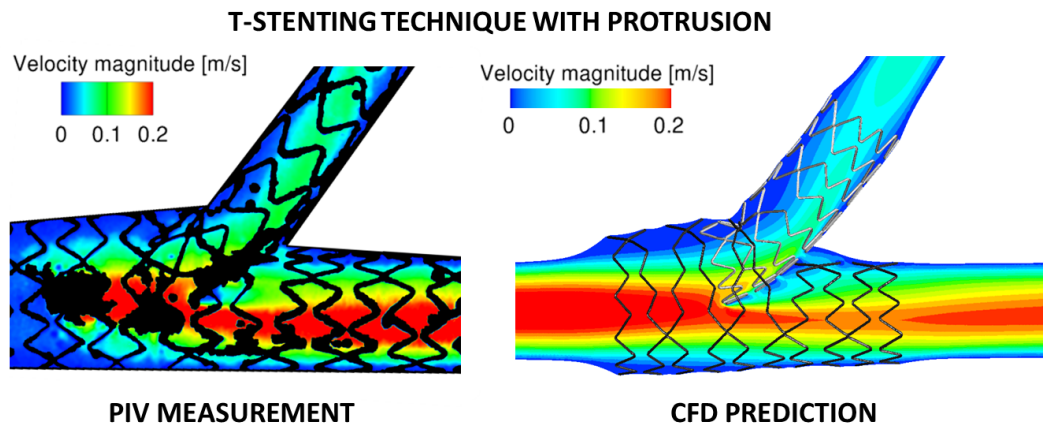 T-STENTING TECHNIQUE WITH PROTRUSION
Velocity magnitude [m/s]
0 0.1 0.2
Velocity magnitude [m/s]
0 0.1 0.2
PIV MEASUREMENT
CFD PREDICTION